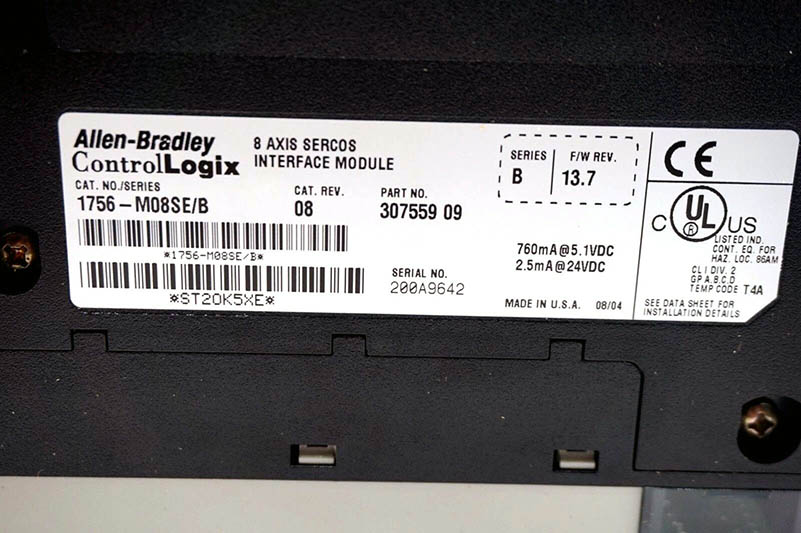 Allen-Bradley
ControlLogix
8 AXIS SERCOS
INTERFACE MODULE
CAT. NO./SERIES
1756-M08SE/B
CAT. REV.
08
PART NO.
307559 09
SERIES
B
F/W REV.
13.7
*1756-M08SE/B*
*ST2OK5XE*
SERIAL NO.
200A9642
760mA@5.1VDC
2.5mA@24VDC
MADE IN U.S.A. 08/04
CE
C UL US
®
LISTED IND.
CONT. EQ. FOR
HAZ. LOC. 86AM
CL I DIV. 2
GP A,B,C,D
TEMP CODE T4A
SEE DATA SHEET FOR
INSTALLATION DETAILS